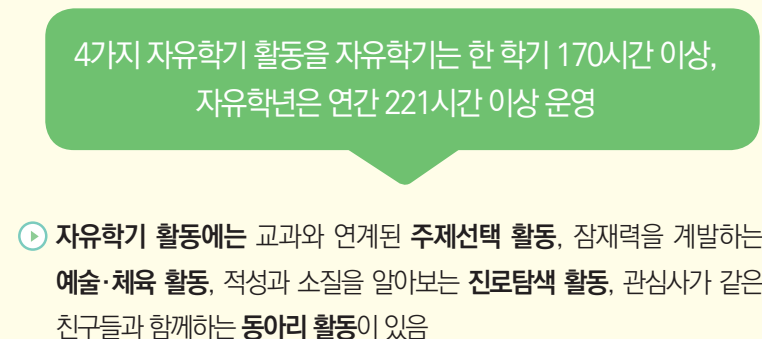 4가지 자유학기 활동을 자유학기는 한 학기 170시간 이상,
자유학년은 연간 221시간 이상 운영
자유학기 활동에는 교과와 연계된 주제선택 활동, 잠재력을 계발하는
예술·체육 활동, 적성과 소질을 알아보는 진로탐색 활동, 관심사가 같은
친구들과 함께하는 동아리 활동이 있음